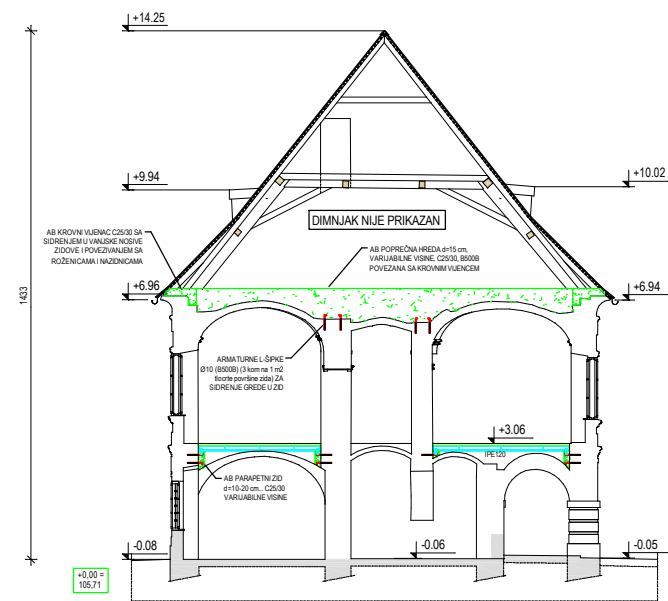 +14.25
+9.94
+10.02
DIMNJAK NIJE PRIKAZAN
AB KROVNI VIJENAC C25/30 SA
SIDRENJEM U VANJSKE NOSIVE
ZIDOVE I POVEZIVANJEM SA
ROŽENICAMA I NAZIDNICAMA
AB POPREČNA HREDA d=15 cm,
VARIJABILNE VISINE, C25/30, B500B
POVEZANA SA KROVNIM VIJENCEM
+6.96
+6.94
1433
ARMATURNE L-ŠIPKE
Ø10 (B500B) (3 kom na 1 m2
tlocrte površine zida) ZA
SIDRENJE GREDE U ZID
+3.06
IPE120
AB PARAPETNI ZID
d=10-20 cm... C25/30
VARIJABILNE VISINE
-0.08
-0.06
-0.05
+0,00 =
105,71